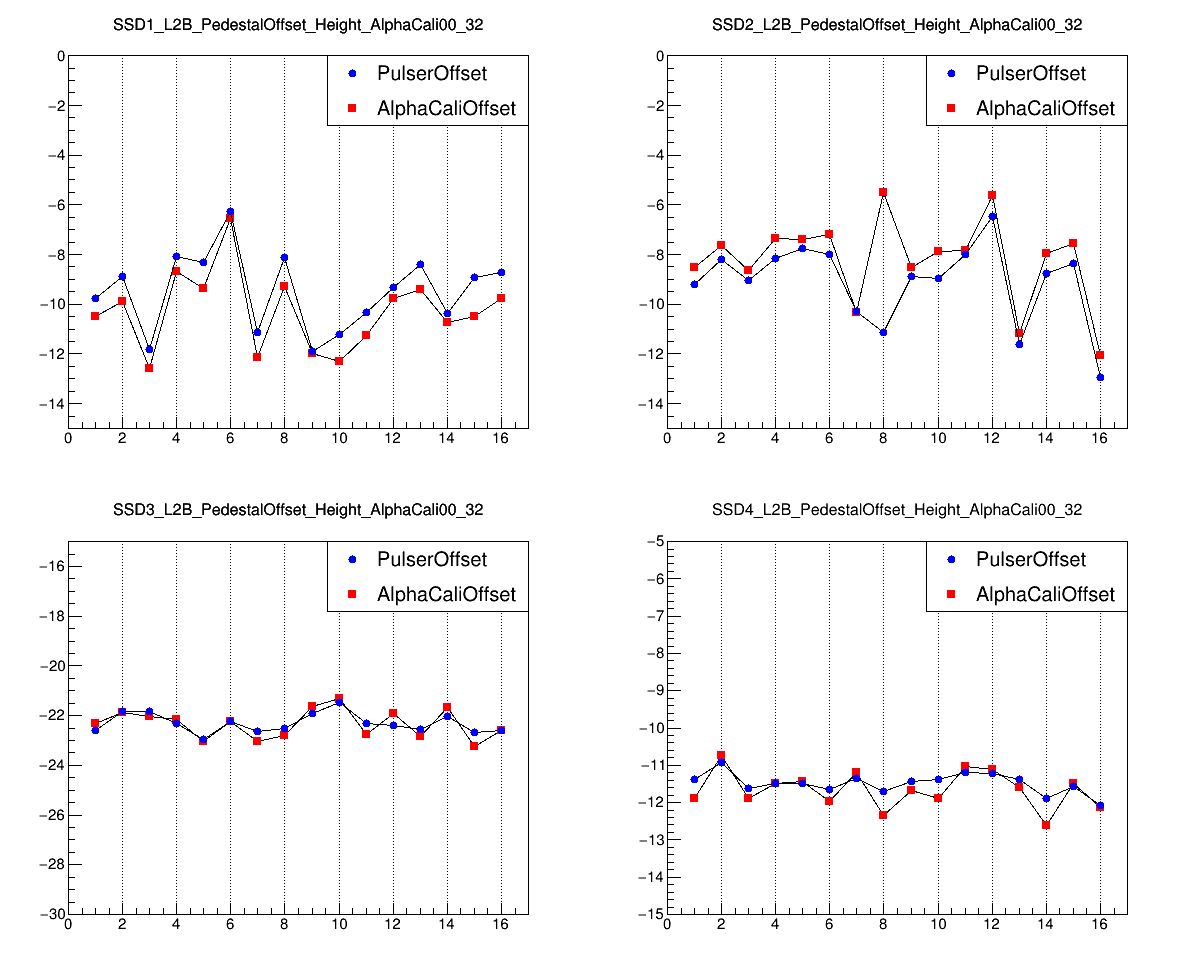 SSD1_L2B_PedestalOffset_Height_AlphaCali00_32
PulserOffset
AlphaCaliOffset
0
−2
−4
−6
−8
−10
−12
−14
0 2 4 6 8 10 12 14 16
SSD2_L2B_PedestalOffset_Height_AlphaCali00_32
PulserOffset
AlphaCaliOffset
0
−2
−4
−6
−8
−10
−12
−14
0 2 4 6 8 10 12 14 16
SSD3_L2B_PedestalOffset_Height_AlphaCali00_32
PulserOffset
AlphaCaliOffset
−16
−18
−20
−22
−24
−26
−28
−30
0 2 4 6 8 10 12 14 16
SSD4_L2B_PedestalOffset_Height_AlphaCali00_32
PulserOffset
AlphaCaliOffset
−5
−6
−7
−8
−9
−10
−11
−12
−13
−14
−15
0 2 4 6 8 10 12 14 16